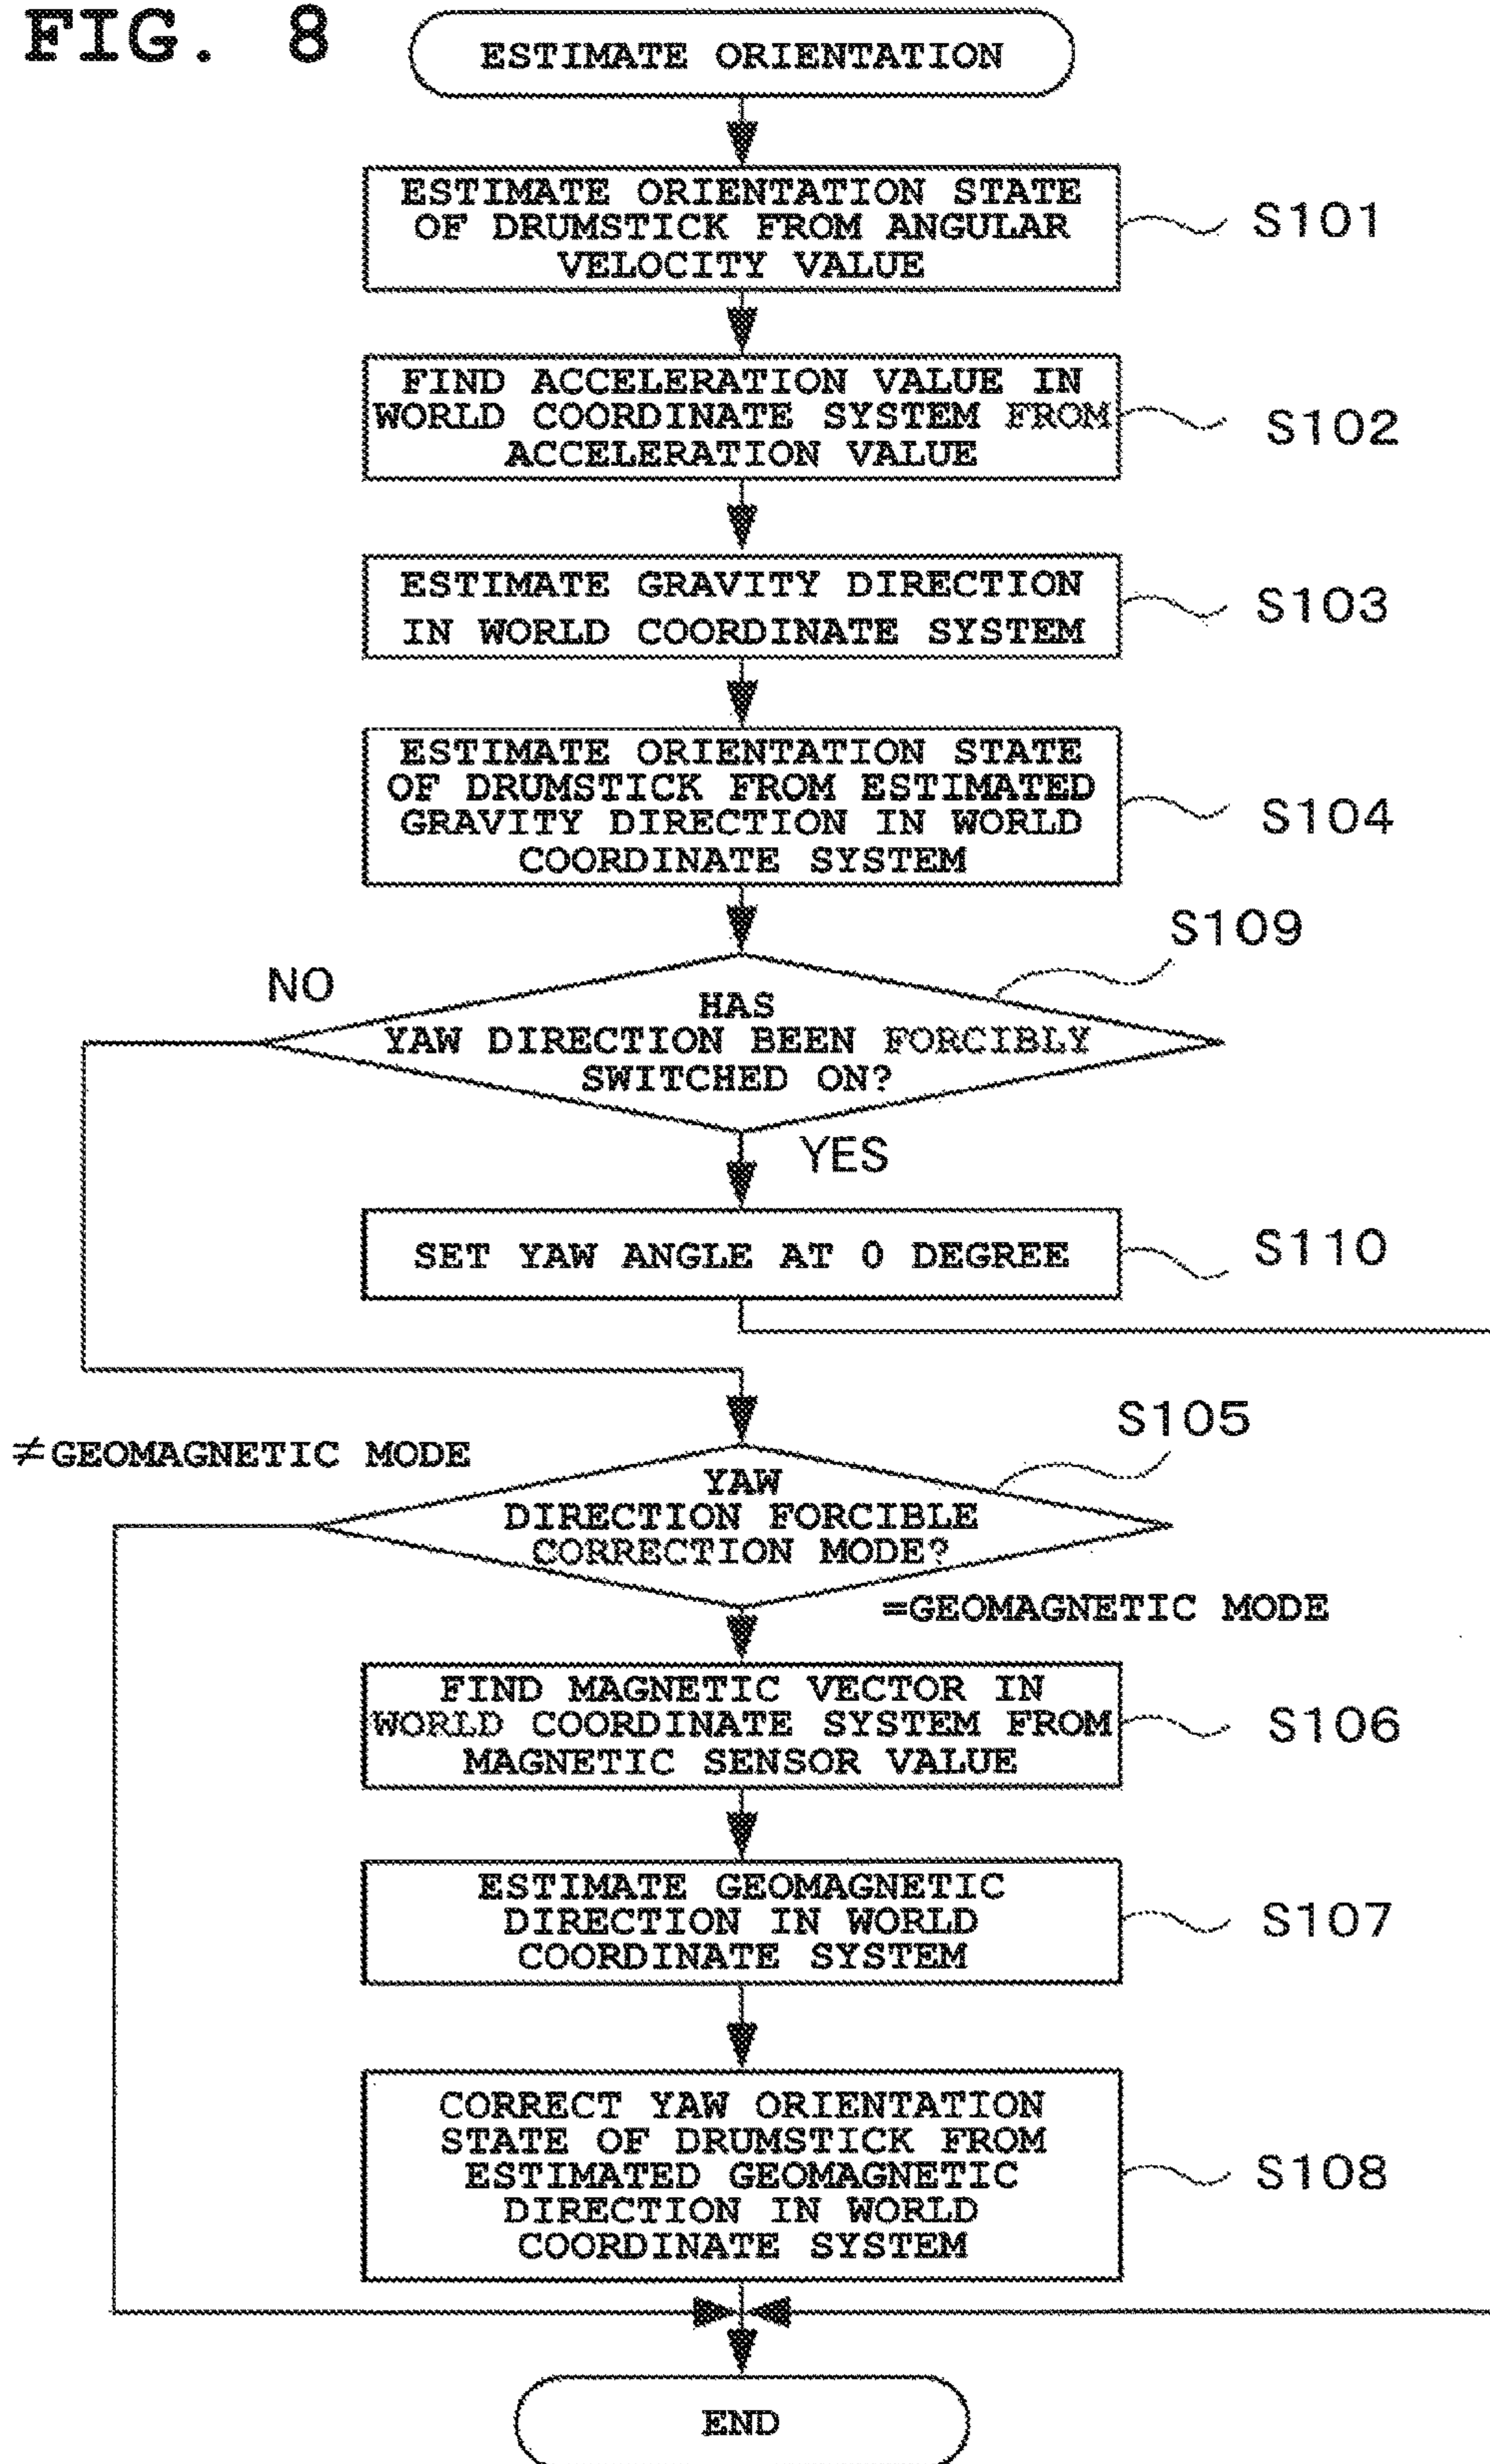 FIG. 8
ESTIMATE ORIENTATION
ESTIMATE ORIENTATION STATE
OF DRUMSTICK FROM ANGULAR
VELOCITY VALUE
S101
FIND ACCELERATION VALUE IN
WORLD COORDINATE SYSTEM FROM
ACCELERATION VALUE
S102
ESTIMATE GRAVITY DIRECTION
IN WORLD COORDINATE SYSTEM
S103
ESTIMATE ORIENTATION STATE
OF DRUMSTICK FROM ESTIMATED
GRAVITY DIRECTION IN WORLD
COORDINATE SYSTEM
S104
S109
NO
HAS
YAW DIRECTION BEEN FORCIBLY
SWITCHED ON?
YES
SET YAW ANGLE AT 0 DEGREE
S110
S105
≠GEOMAGNETIC MODE
YAW
DIRECTION FORCIBLE
CORRECTION MODE?
=GEOMAGNETIC MODE
FIND MAGNETIC VECTOR IN
WORLD COORDINATE SYSTEM FROM
MAGNETIC SENSOR VALUE
S106
ESTIMATE GEOMAGNETIC
DIRECTION IN WORLD
COORDINATE SYSTEM
S107
CORRECT YAW ORIENTATION
STATE OF DRUMSTICK FROM
ESTIMATED GEOMAGNETIC
DIRECTION IN WORLD
COORDINATE SYSTEM
S108
END